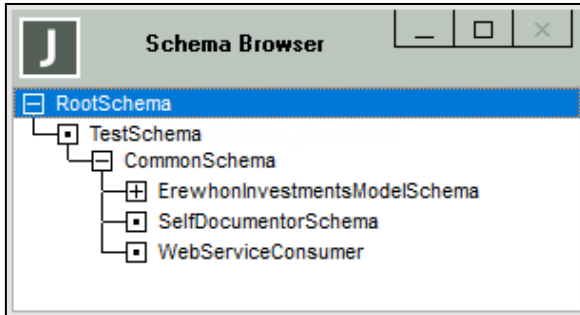 J
Schema Browser
RootSchema
TestSchema
CommonSchema
ErewhonInvestmentsModelSchema
SelfDocumentorSchema
WebServiceConsumer